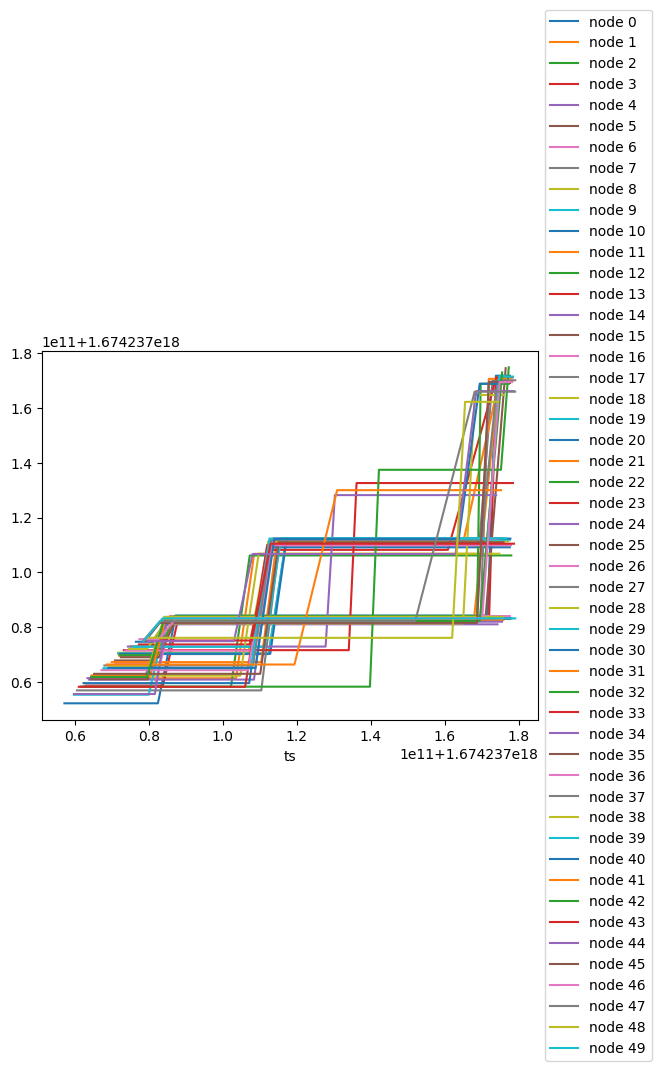 1e11+1.674237e18
1.8
1.6
1.4
1.2
1.0
0.8
0.6
0.6
0.8
1.0
1.2
1.4
1.6
1.8
ts
1e11+1.674237e18
node 0
node 1
node 2
node 3
node 4
node 5
node 6
node 7
node 8
node 9
node 10
node 11
node 12
node 13
node 14
node 15
node 16
node 17
node 18
node 19
node 20
node 21
node 22
node 23
node 24
node 25
node 26
node 27
node 28
node 29
node 30
node 31
node 32
node 33
node 34
node 35
node 36
node 37
node 38
node 39
node 40
node 41
node 42
node 43
node 44
node 45
node 46
node 47
node 48
node 49